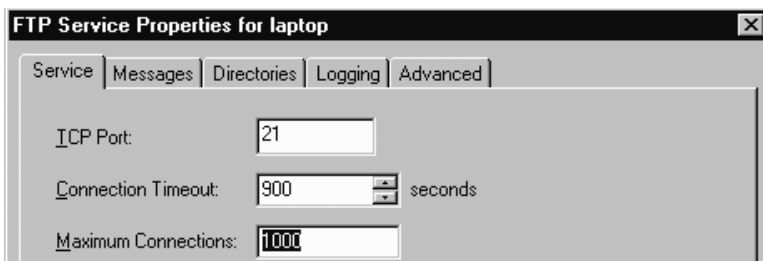 FTP Service Properties for laptop
Service Messages Directories Logging Advanced
TCP Port: 21
Connection Timeout: 900 seconds
Maximum Connections: 1000